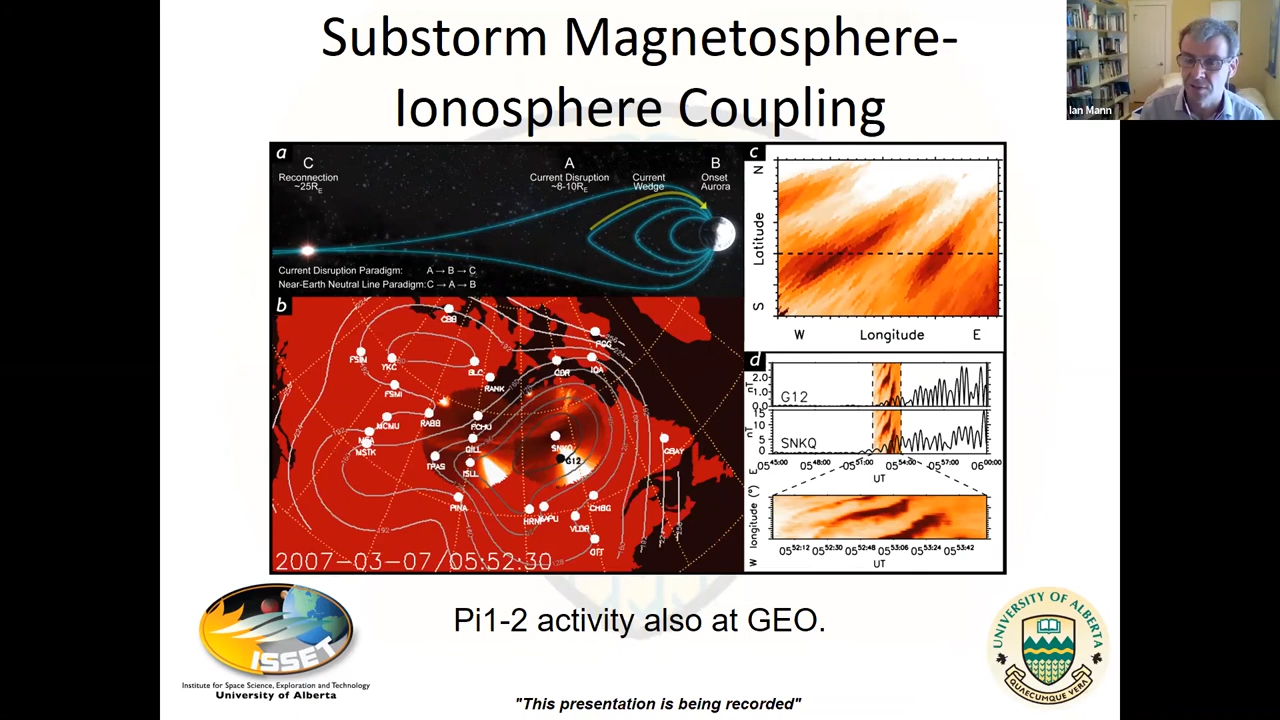 Substorm Magnetosphere-
Ionosphere Coupling
Ian Mann
a
C
Reconnection
~25RE
A
Current Disruption
~8-10RE
Current
Wedge
B
Onset
Aurora
Current Disruption Paradigm: A → B → C
Near-Earth Neutral Line Paradigm: C → A → B
b
CBB
FSIM
YKC
BLC
RANK
FSMI
PGG
CDR
IQA
MCMU
RABB
FCHU
MEA
MSTK
GILL
SNKQ
G12
GBAY
TPAS
ISLL
PINA
CHBG
VLDR
OTT
192
2007-03-07/05:52:30
c
N
Latitude
S
W Longitude E
d
2.0
1.0
0.0
nT
G12
15
10
5
0
nT
SNKQ
05 45:00 05 48:00 05 51:00 05 54:00 05 57:00 06 00:00
UT
W longitude (°) E
05 52:12 05 52:30 05 52:48 05 53:06 05 53:24 05 53:42
UT
Pi1-2 activity also at GEO.
ISSET
Institute for Space Science, Exploration and Technology
University of Alberta
UNIVERSITY OF ALBERTA
QUAECUMQUE VERA
"This presentation is being recorded"